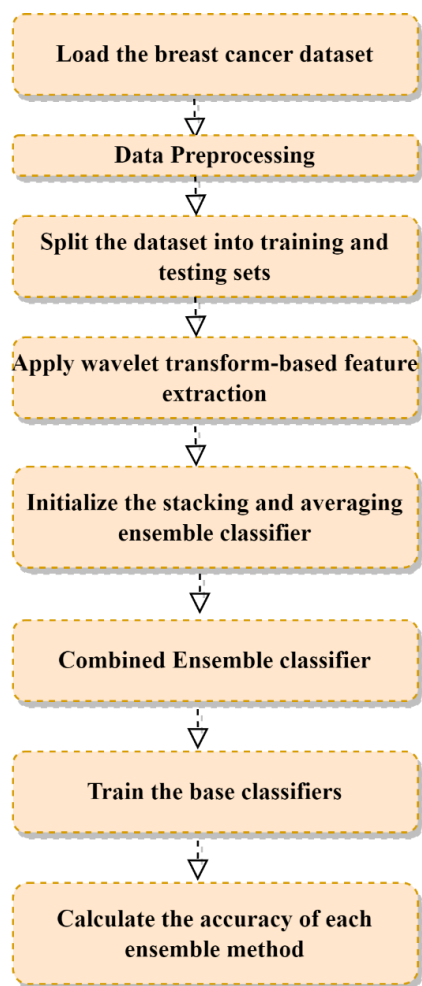 Load the breast cancer dataset
Data Preprocessing
Split the dataset into training and
testing sets
Apply wavelet transform-based feature
extraction
Initialize the stacking and averaging
ensemble classifier
Combined Ensemble classifier
Train the base classifiers
Calculate the accuracy of each
ensemble method